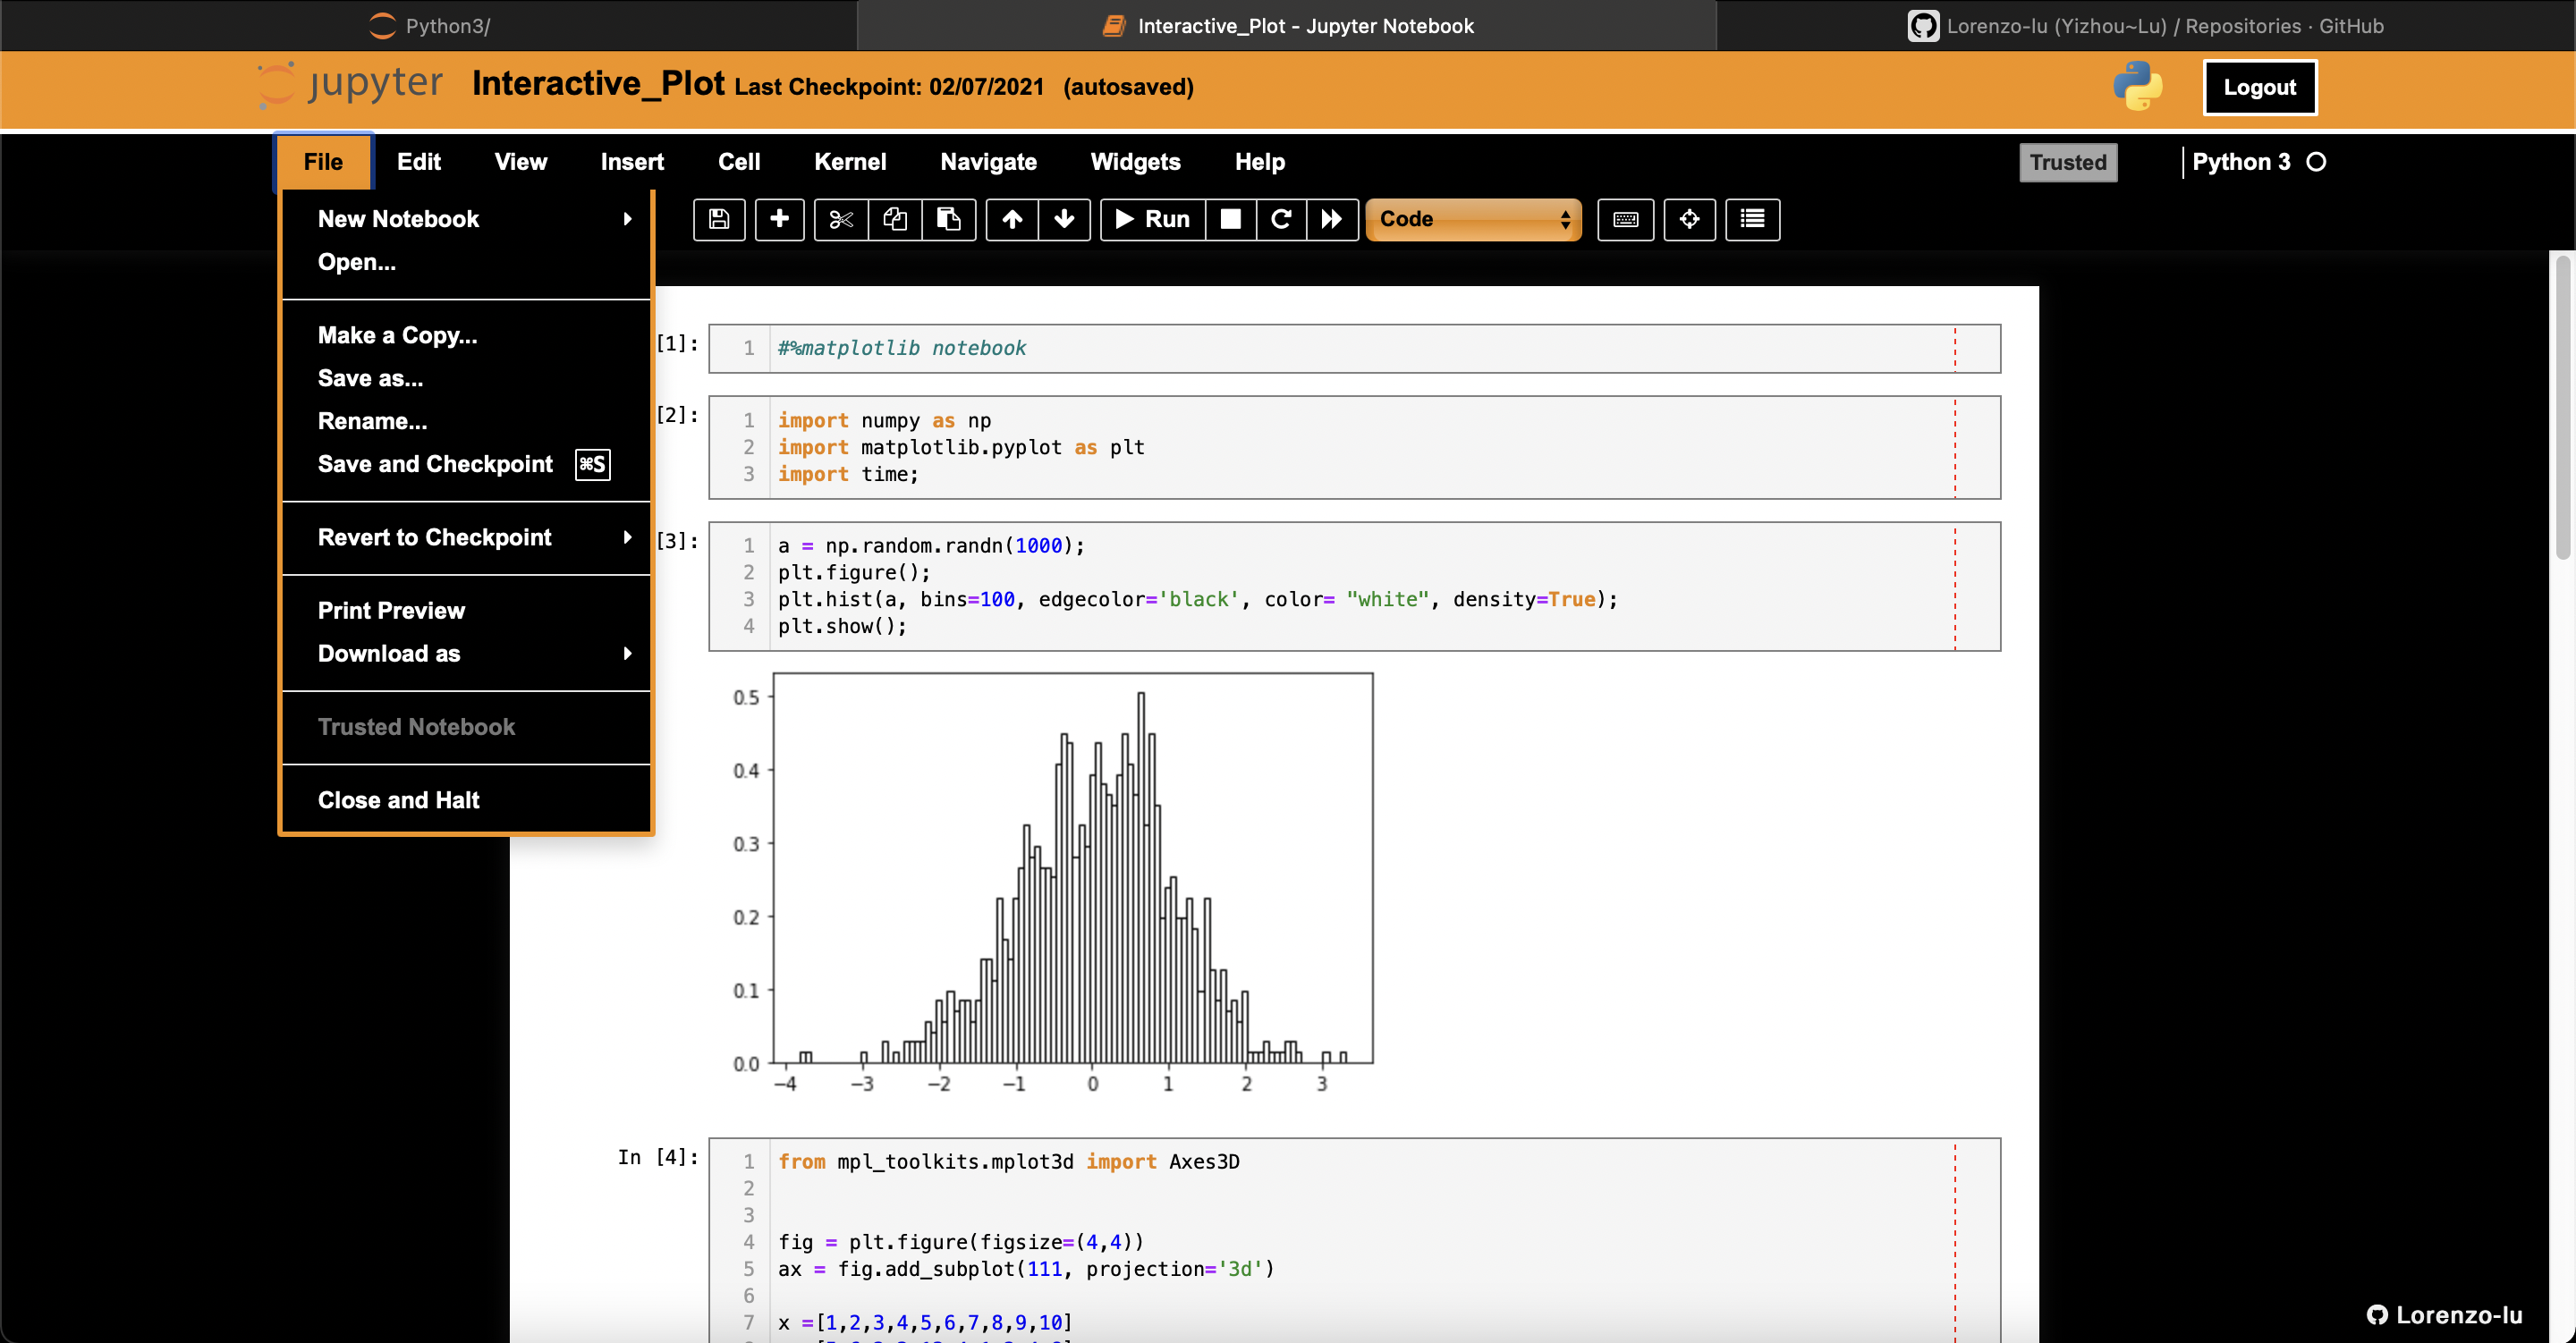 Python3/
Interactive_Plot - Jupyter Notebook
Lorenzo-lu (Yizhou~Lu) / Repositories · GitHub
jupyter Interactive_Plot Last Checkpoint: 02/07/2021 (autosaved)
Logout
File Edit View Insert Cell Kernel Navigate Widgets Help
Trusted
Python 3
New Notebook
Open...
Make a Copy...
Save as...
Rename...
Save and Checkpoint ⌘S
Revert to Checkpoint
Print Preview
Download as
Trusted Notebook
Close and Halt
Run
Code
[1]:
1 #%matplotlib notebook
[2]:
1 import numpy as np
2 import matplotlib.pyplot as plt
3 import time;
[3]:
1 a = np.random.randn(1000);
2 plt.figure();
3 plt.hist(a, bins=100, edgecolor='black', color= "white", density=True);
4 plt.show();
0.5
0.4
0.3
0.2
0.1
0.0
−4 −3 −2 −1 0 1 2 3
In [4]:
1 from mpl_toolkits.mplot3d import Axes3D
2
3
4 fig = plt.figure(figsize=(4,4))
5 ax = fig.add_subplot(111, projection='3d')
6
7 x =[1,2,3,4,5,6,7,8,9,10]
Lorenzo-lu